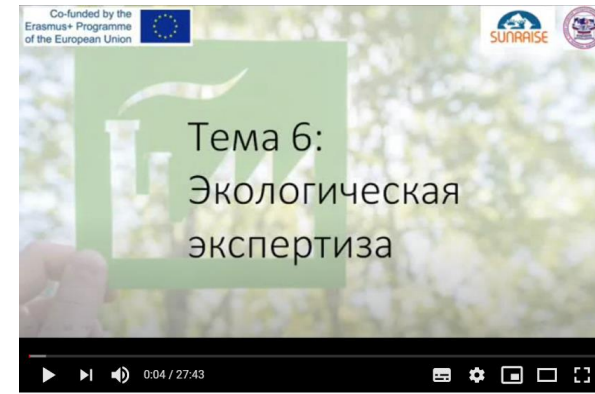 Co-funded by the
Erasmus+ Programme
of the European Union
SUNRAISE
Тема 6:
Экологическая
экспертиза
0:04 / 27:43